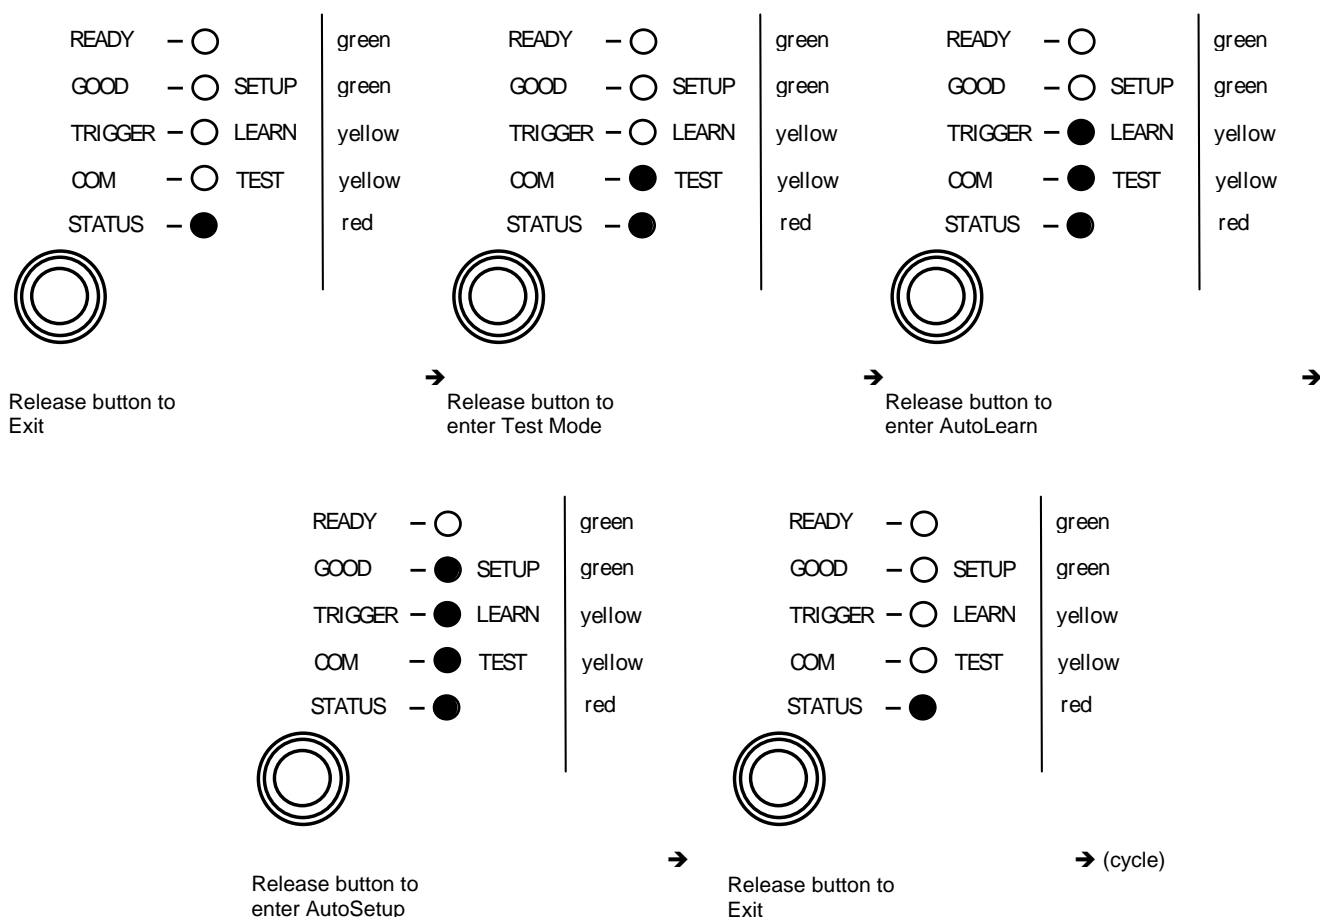 READY green
GOOD SETUP green
TRIGGER LEARN yellow
COM TEST yellow
STATUS red
Release button to
Exit
➔
READY green
GOOD SETUP green
TRIGGER LEARN yellow
COM TEST yellow
STATUS red
Release button to
enter Test Mode
➔
READY green
GOOD SETUP green
TRIGGER LEARN yellow
COM TEST yellow
STATUS red
Release button to
enter AutoLearn
➔
READY green
GOOD SETUP green
TRIGGER LEARN yellow
COM TEST yellow
STATUS red
Release button to
enter AutoSetup
➔
READY green
GOOD SETUP green
TRIGGER LEARN yellow
COM TEST yellow
STATUS red
Release button to
Exit
➔ (cycle)